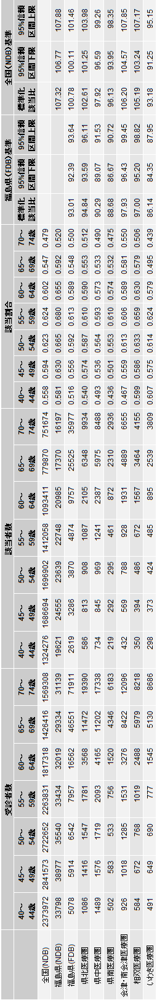 受診者数 該当者数 該当割合 福島県(FDB)基準 全国(NDB)基準
40～44歳 45～49歳 50～54歳 55～59歳 60～64歳 65～69歳 70～74歳 40～44歳 45～49歳 50～54歳 55～59歳 60～64歳 65～69歳 70～74歳 40～44歳 45～49歳 50～54歳 55～59歳 60～64歳 65～69歳 70～74歳 標準化該当比 95%信頼区間下限 95%信頼区間上限 標準化該当比 95%信頼区間下限 95%信頼区間上限
全国(NDB) 2373972 2841573 2722652 2263831 1817318 1426416 1569308 1324276 1686694 1696902 1412058 1093411 778870 751674 0.558 0.594 0.623 0.624 0.602 0.547 0.479
福島県(NDB) 33798 38977 35540 33434 32019 29334 31139 19621 24555 23639 22748 20985 17370 16197 0.581 0.630 0.665 0.680 0.655 0.592 0.520 107.32 106.77 107.88
福島県(FDB) 5078 5914 6542 7957 16562 46551 71911 2619 3286 3870 4874 9757 25525 35977 0.516 0.556 0.592 0.613 0.589 0.548 0.500 93.01 92.39 93.64 100.78 100.11 101.46
県北医療圏 1086 1416 1547 1781 3568 11472 19390 586 813 908 1087 2105 6348 9934 0.540 0.574 0.587 0.610 0.590 0.553 0.512 94.84 93.59 96.11 102.61 101.25 103.98
県中医療圏 1489 1576 1719 2093 4165 11202 17338 734 845 969 1241 2387 5975 8488 0.493 0.536 0.564 0.593 0.573 0.533 0.490 90.29 89.07 91.53 97.92 96.59 99.26
県南医療圏 502 583 533 756 1520 4346 6183 219 292 295 461 872 2310 2936 0.436 0.501 0.553 0.610 0.574 0.532 0.475 88.68 86.67 90.72 96.13 93.95 98.35
会津・南会津医療圏 926 1018 1285 1531 3276 8422 12096 432 569 788 928 1931 4889 6655 0.467 0.559 0.613 0.606 0.589 0.581 0.550 97.93 96.43 99.45 106.20 104.57 107.85
相双医療圏 584 672 768 1019 2488 5979 8218 350 394 486 672 1567 3464 4155 0.599 0.586 0.633 0.659 0.630 0.579 0.506 97.00 95.20 98.82 105.19 103.24 107.17
いわき医療圏 491 649 690 777 1545 5130 8686 298 373 424 485 895 2539 3809 0.607 0.575 0.614 0.624 0.579 0.495 0.439 86.14 84.35 87.95 93.18 91.25 95.15